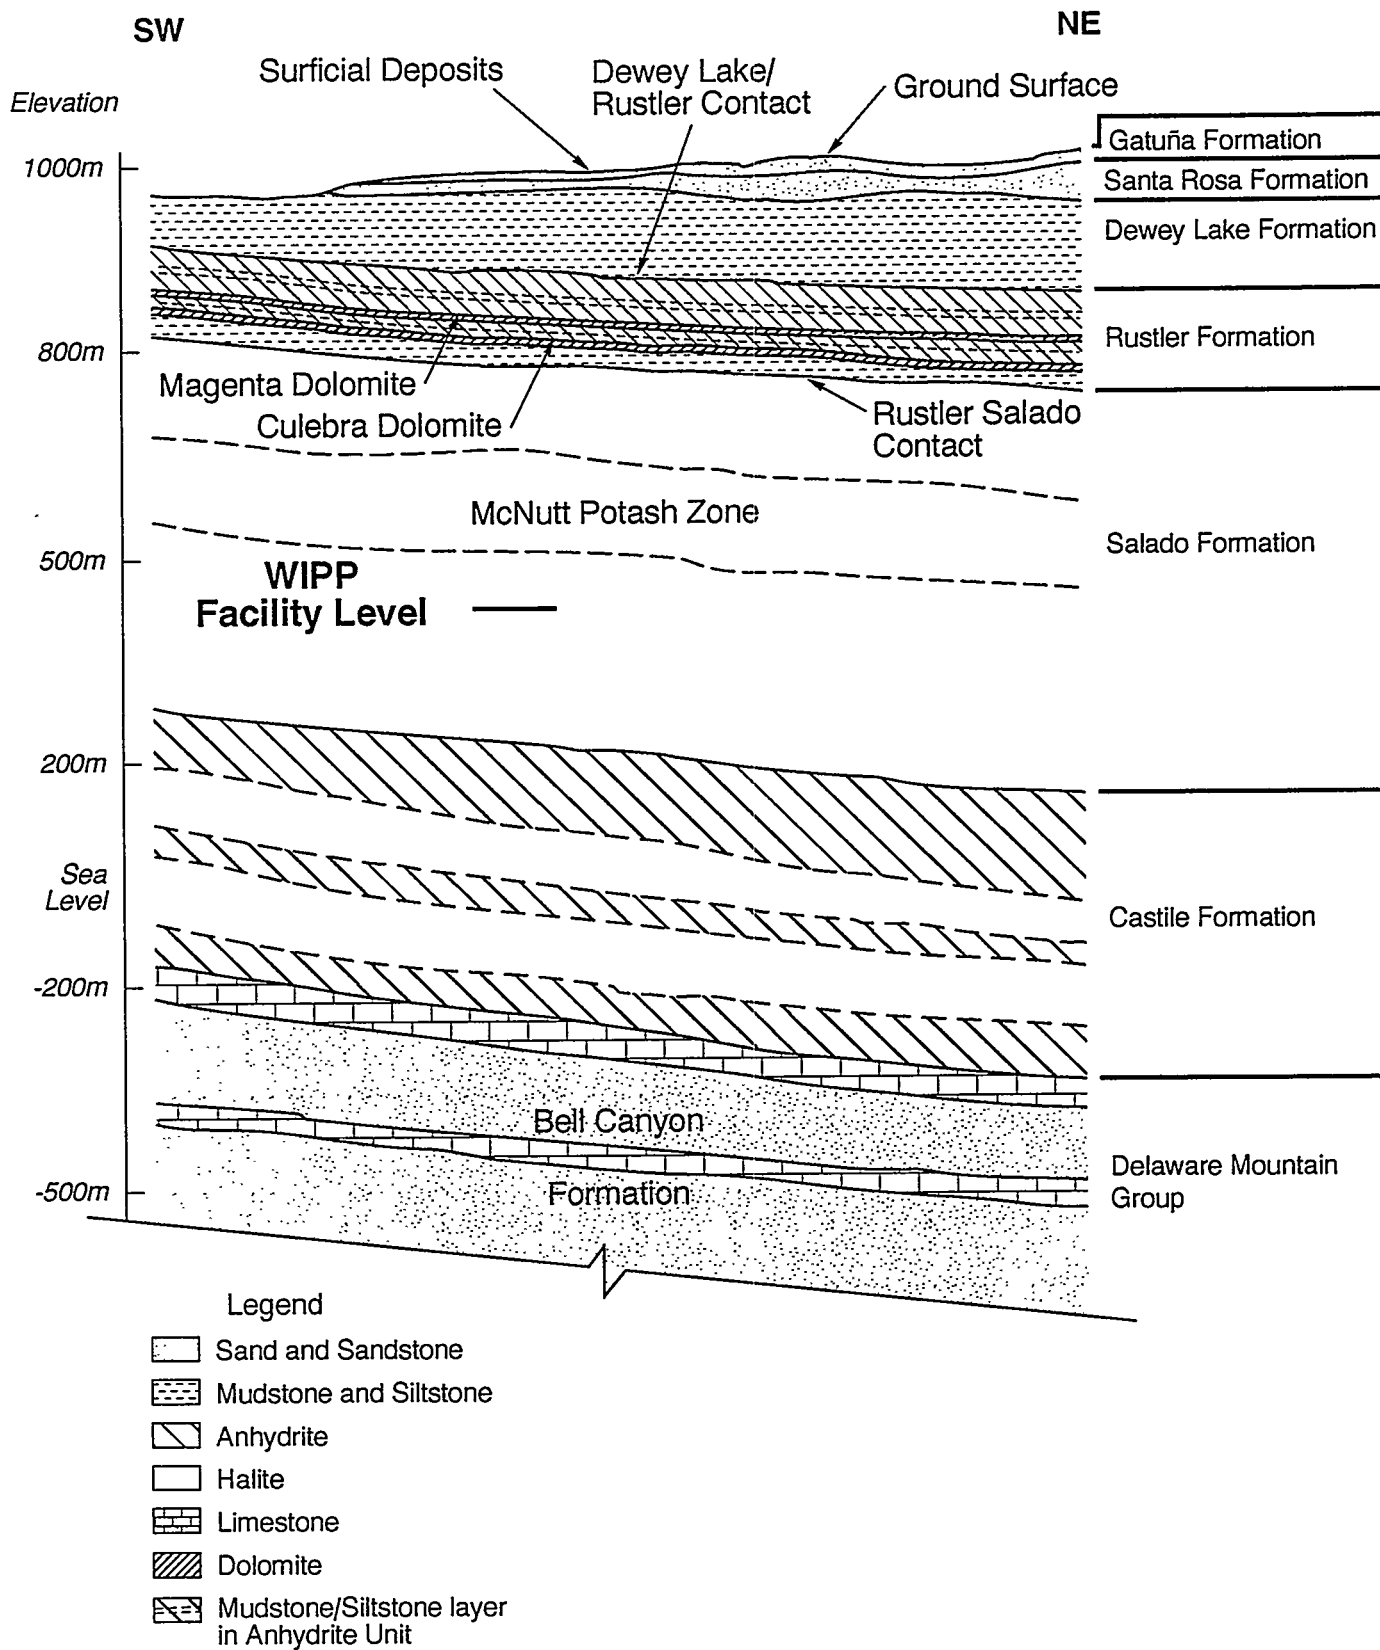 SW
NE
Surficial Deposits
Dewey Lake/
Rustler Contact
Ground Surface
Elevation
Gatuña Formation
1000m
Santa Rosa Formation
Dewey Lake Formation
800m
Rustler Formation
Magenta Dolomite
Culebra Dolomite
Rustler Salado
Contact
McNutt Potash Zone
Salado Formation
500m
WIPP
Facility Level
200m
Sea
Level
Castile Formation
-200m
Bell Canyon
Formation
Delaware Mountain
Group
-500m
Legend
Sand and Sandstone
Mudstone and Siltstone
Anhydrite
Halite
Limestone
Dolomite
Mudstone/Siltstone layer
in Anhydrite Unit